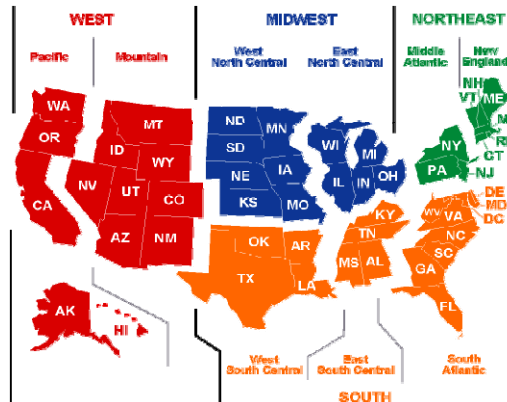 WEST MIDWEST NORTHEAST
Pacific Mountain West North Central East North Central Middle Atlantic New England
WA
OR
CA
MT
ID
WY
NV
UT
CO
AZ
NM
AK
HI
ND
MN
SD
NE
IA
KS
MO
WI
MI
IL
IN
OH
NH
VT
ME
NY
RI
CT
PA
NJ
OK
AR
TX
LA
KY
TN
MS
AL
DE
MD
DC
WV
VA
NC
SC
GA
FL
West South Central East South Central South Atlantic
SOUTH